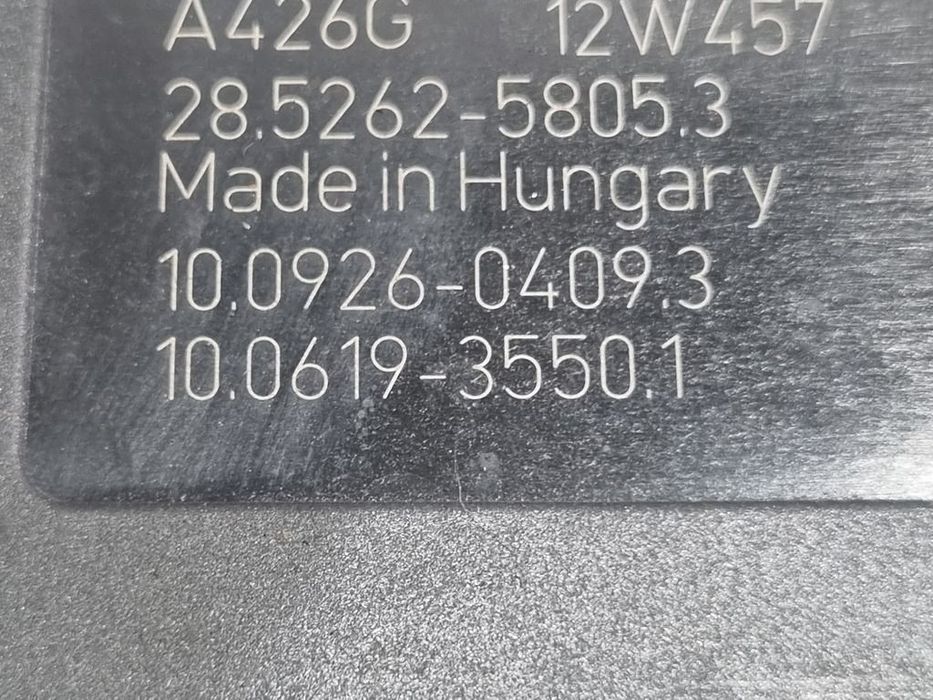 A426G 12W457
28.5262-5805.3
Made in Hungary
10.0926-0409.3
10.0619-3550.1